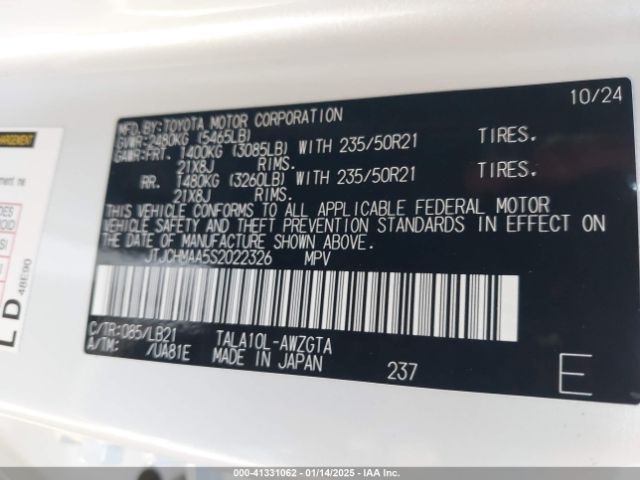 10/24
MFD.BY:TOYOTA MOTOR CORPORATION
GVWR:2480KG (5465LB)
GAWR:FRT. 1400KG (3085LB) WITH 235/50R21 TIRES.
21X8J RIMS.
RR. 1480KG (3260LB) WITH 235/50R21 TIRES.
21X8J RIMS.
THIS VEHICLE CONFORMS TO ALL APPLICABLE FEDERAL MOTOR
VEHICLE SAFETY AND THEFT PREVENTION STANDARDS IN EFFECT ON
THE DATE OF MANUFACTURE SHOWN ABOVE.
JTJCHMAA5S2022326 MPV
C/TR:085/LB21 TALA10L-AWZGTA
A/TM: /UA81E MADE IN JAPAN 237
E
LD
48E90
000-41331062 - 01/14/2025 - IAA Inc.